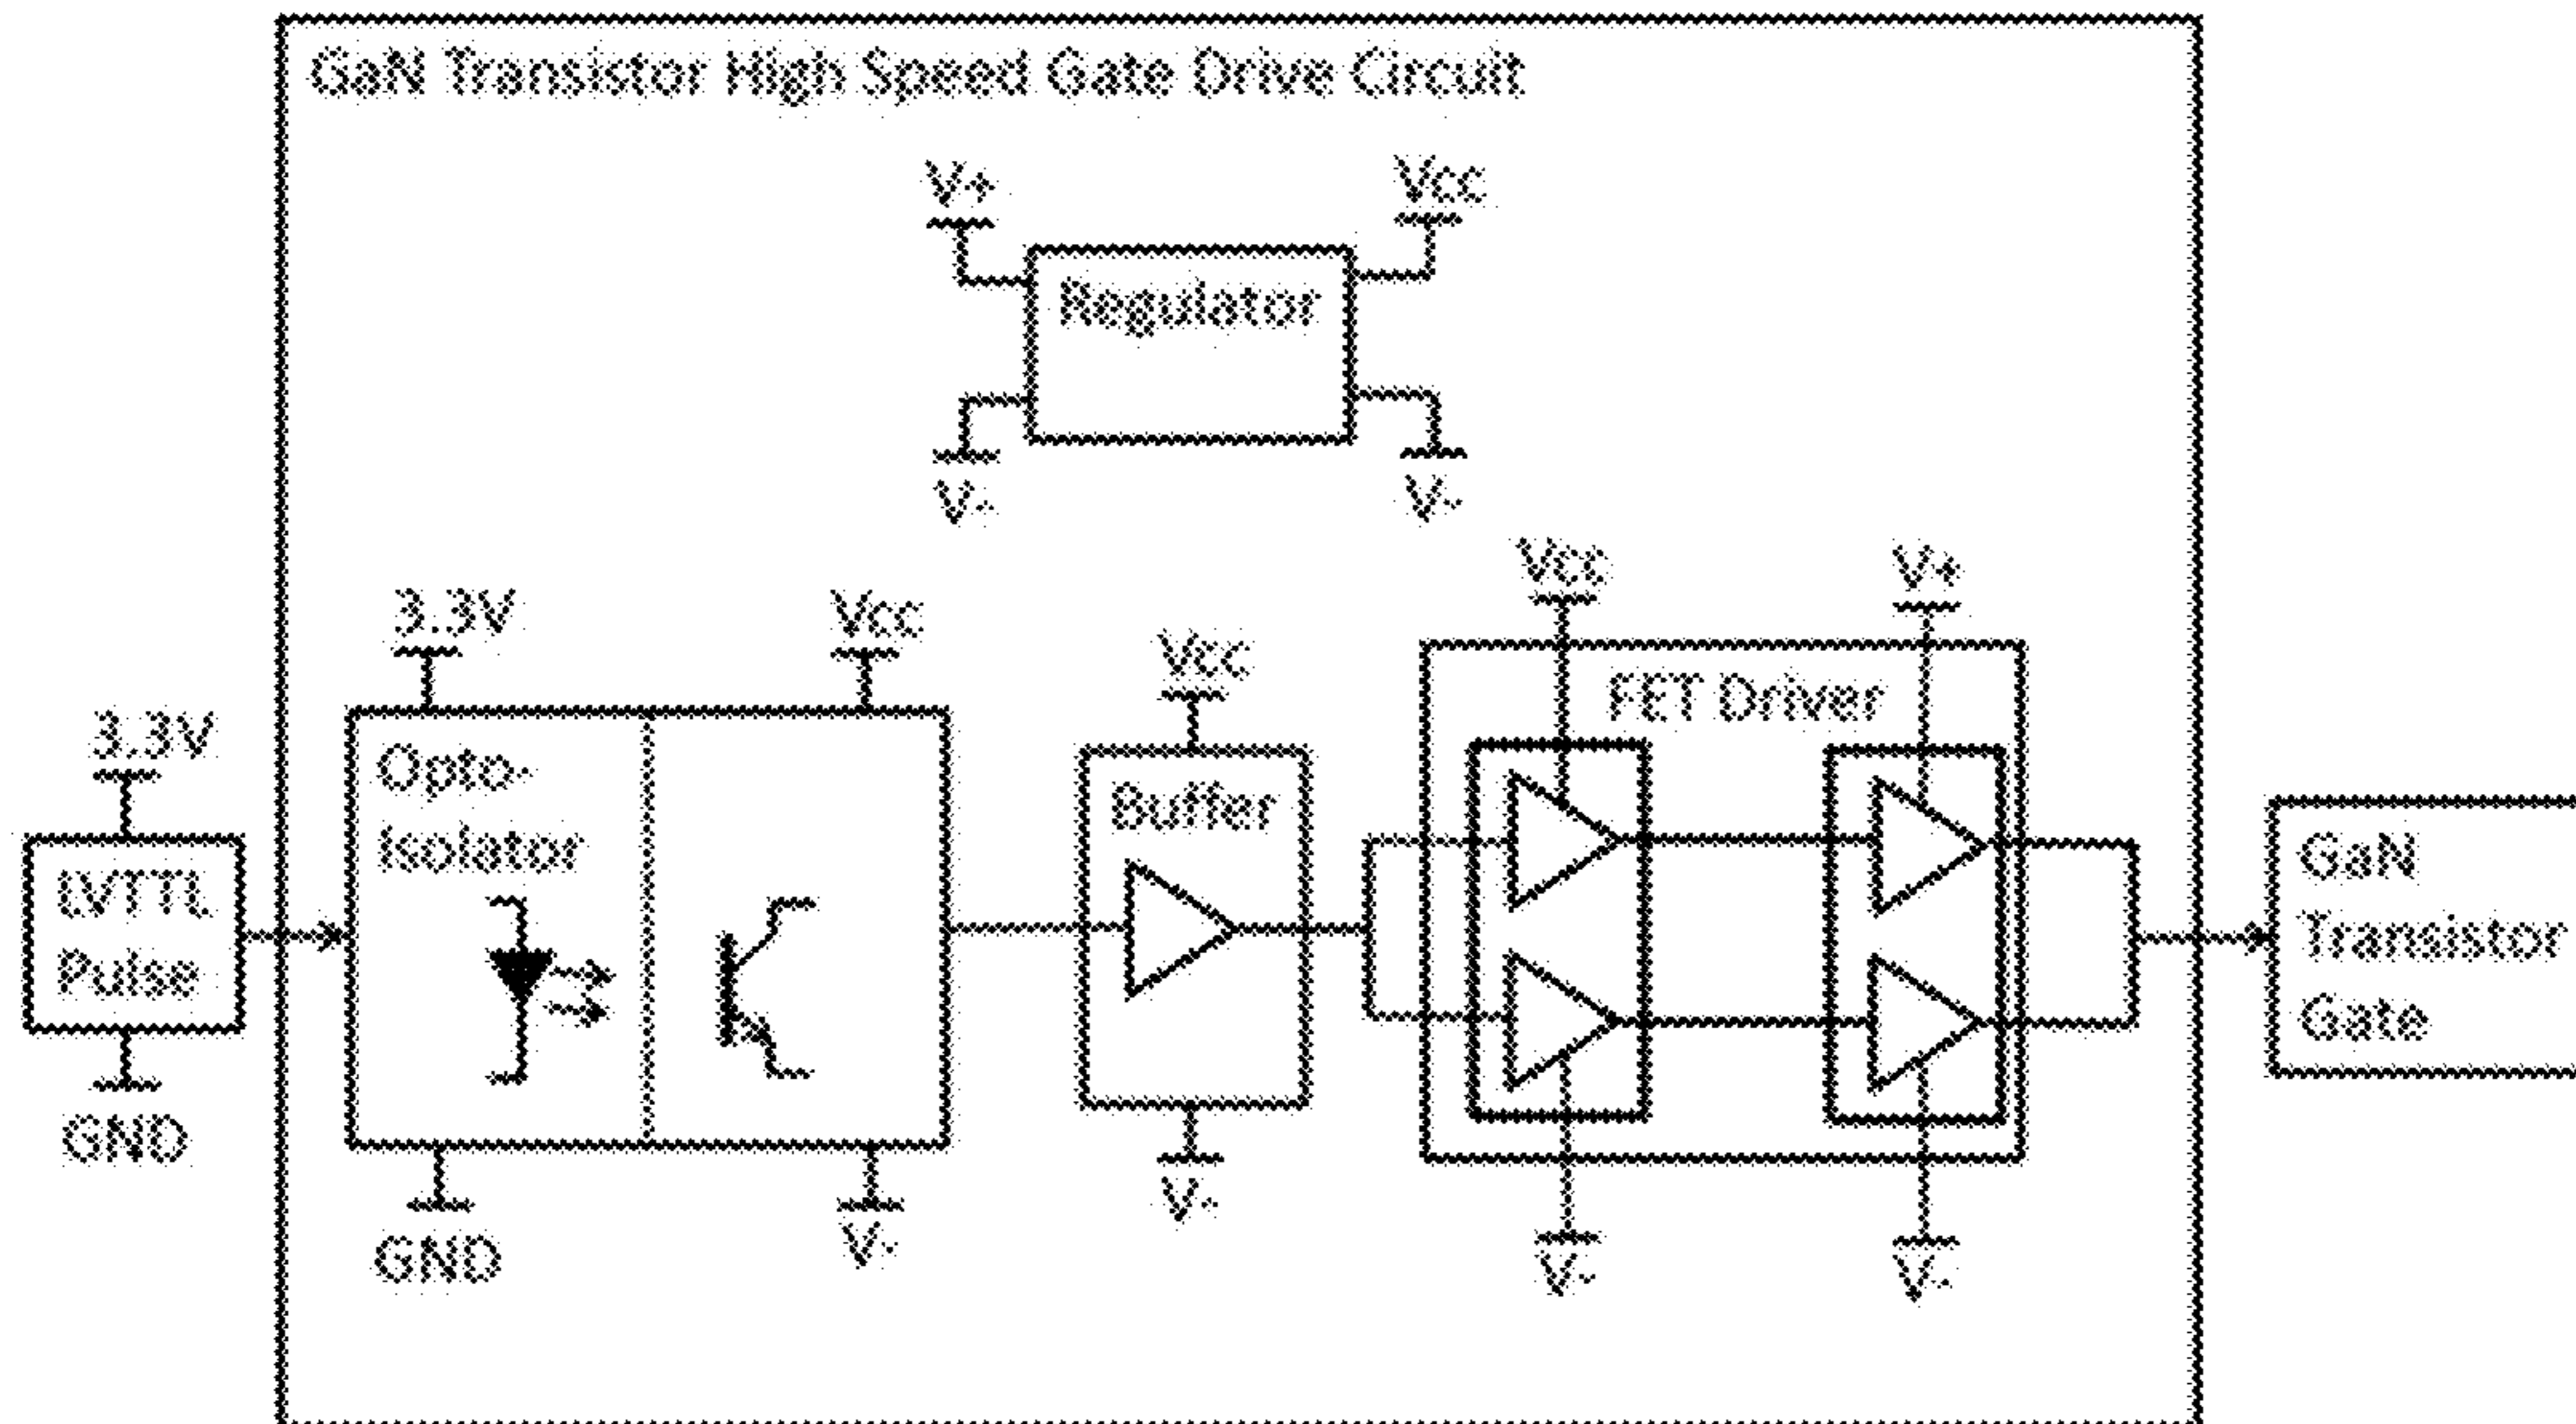 GaN Transistor High Speed Gate Drive Circuit
V+
Vcc
Regulator
V-
V-
3.3V
Vcc
Vcc
Vcc
V+
FET Driver
3.3V
Opto-
Isolator
Buffer
LVTTL
Pulse
GaN
Transistor
Gate
GND
GND
V-
V-
V-
V-